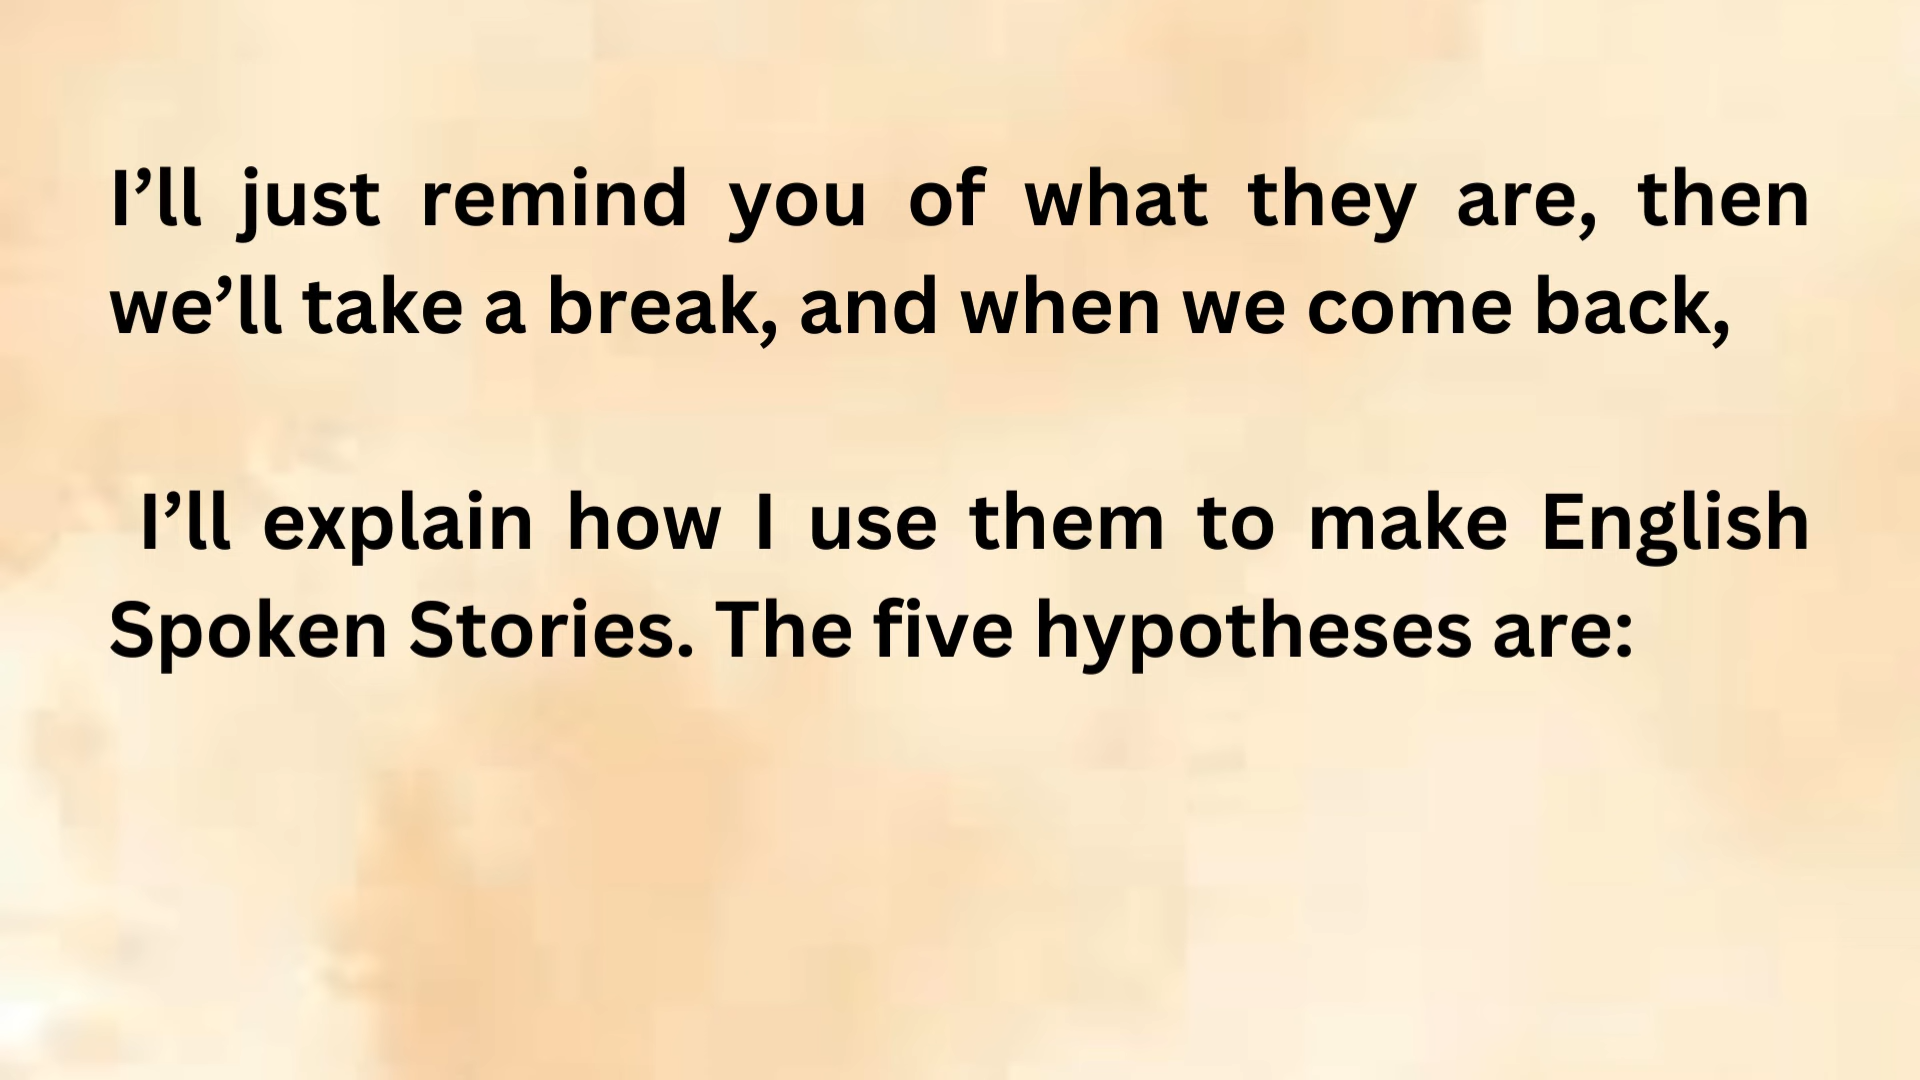 I’ll just remind you of what they are, then
we’ll take a break, and when we come back,
I’ll explain how I use them to make English
Spoken Stories. The five hypotheses are: